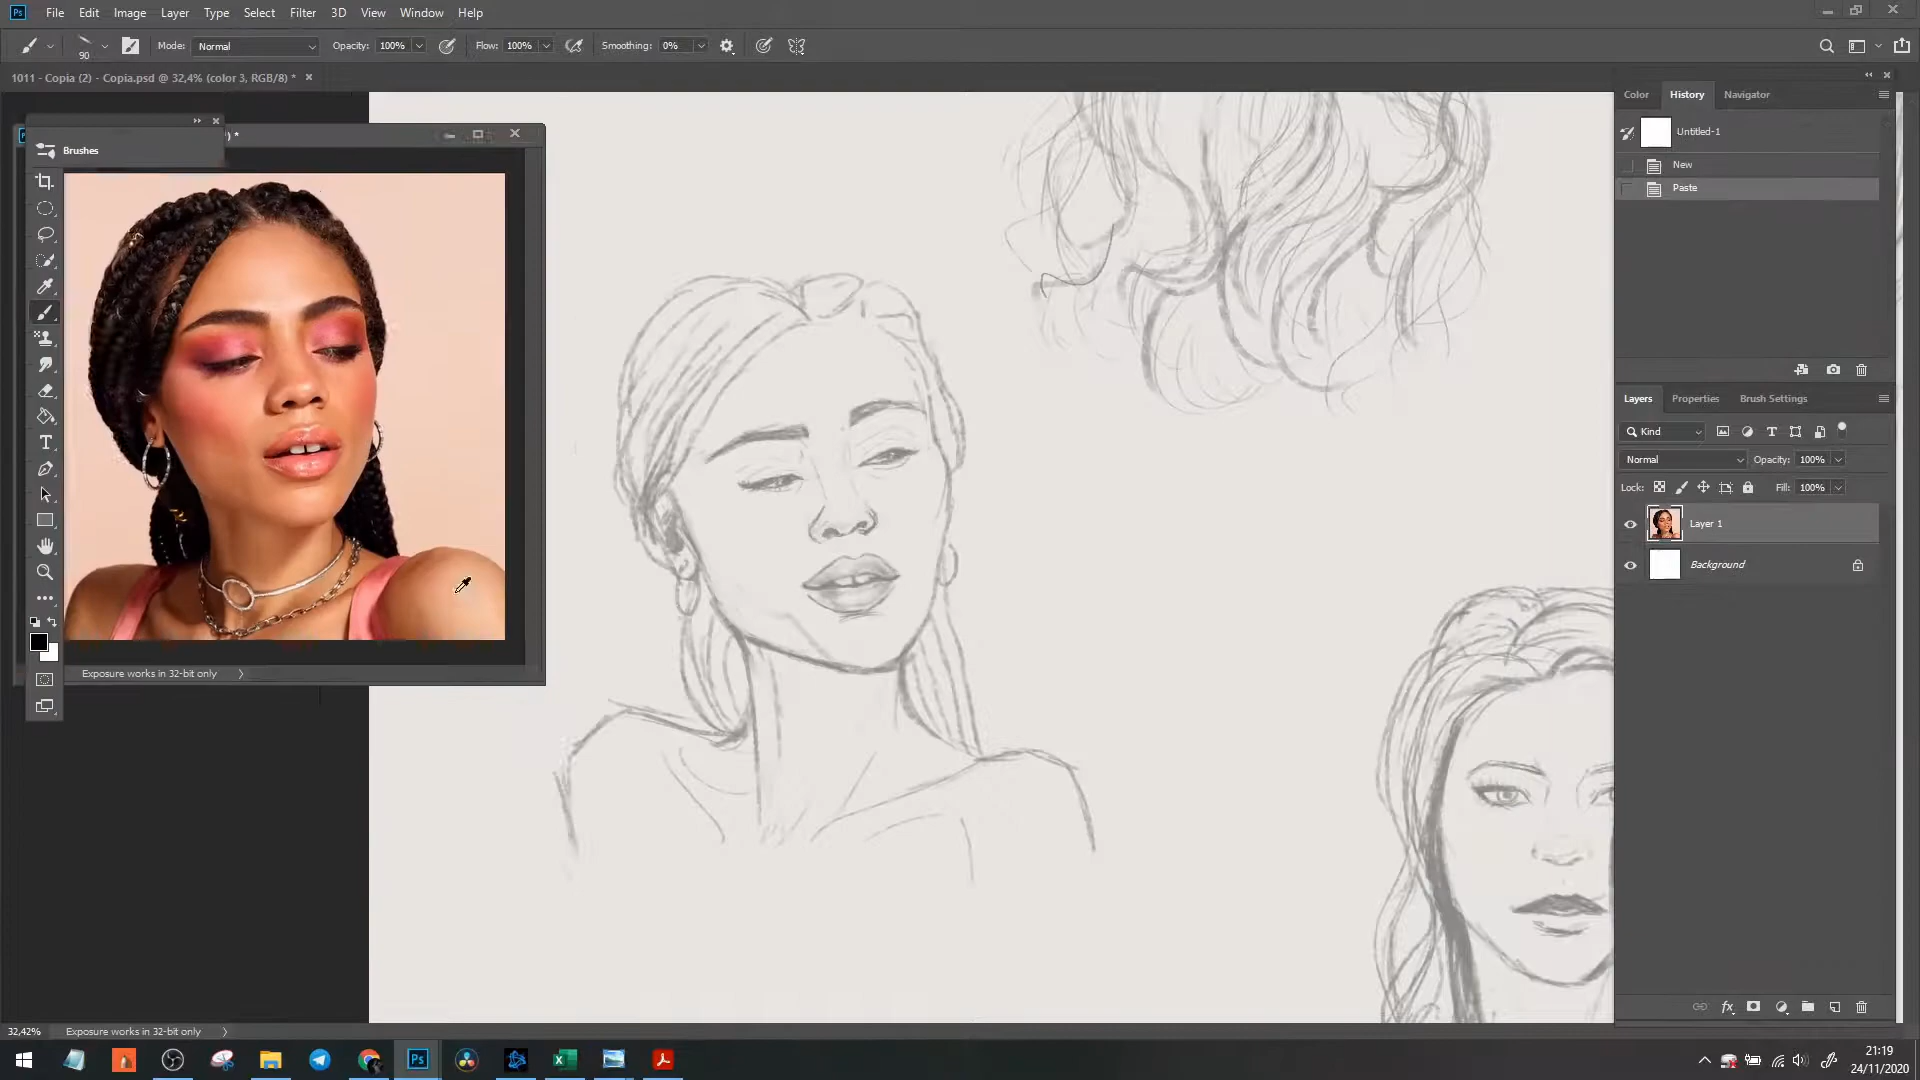 Ps File Edit Image Layer Type Select Filter 3D View Window Help
90 Mode: Normal Opacity: 100% Flow: 100% Smoothing: 0%
1011 - Copia (2) - Copia.psd @ 32,4% (color 3, RGB/8) *
Color History Navigator
Brushes
Untitled-1
New
Paste
Layers Properties Brush Settings
Kind
Normal Opacity: 100%
Lock: Fill: 100%
Layer 1
Background
Exposure works in 32-bit only
32,42% Exposure works in 32-bit only
Ps
21:19
24/11/2020